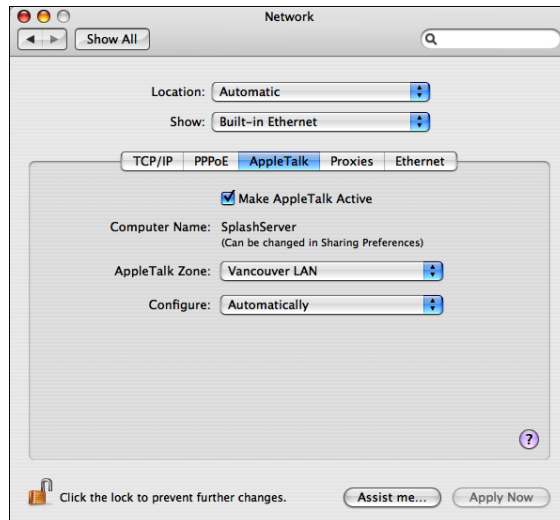 Network
Show All
Location: Automatic
Show: Built-in Ethernet
TCP/IP PPPoE AppleTalk Proxies Ethernet
Make AppleTalk Active
Computer Name: SplashServer
(Can be changed in Sharing Preferences)
AppleTalk Zone: Vancouver LAN
Configure: Automatically
?
Click the lock to prevent further changes.
Assist me... Apply Now